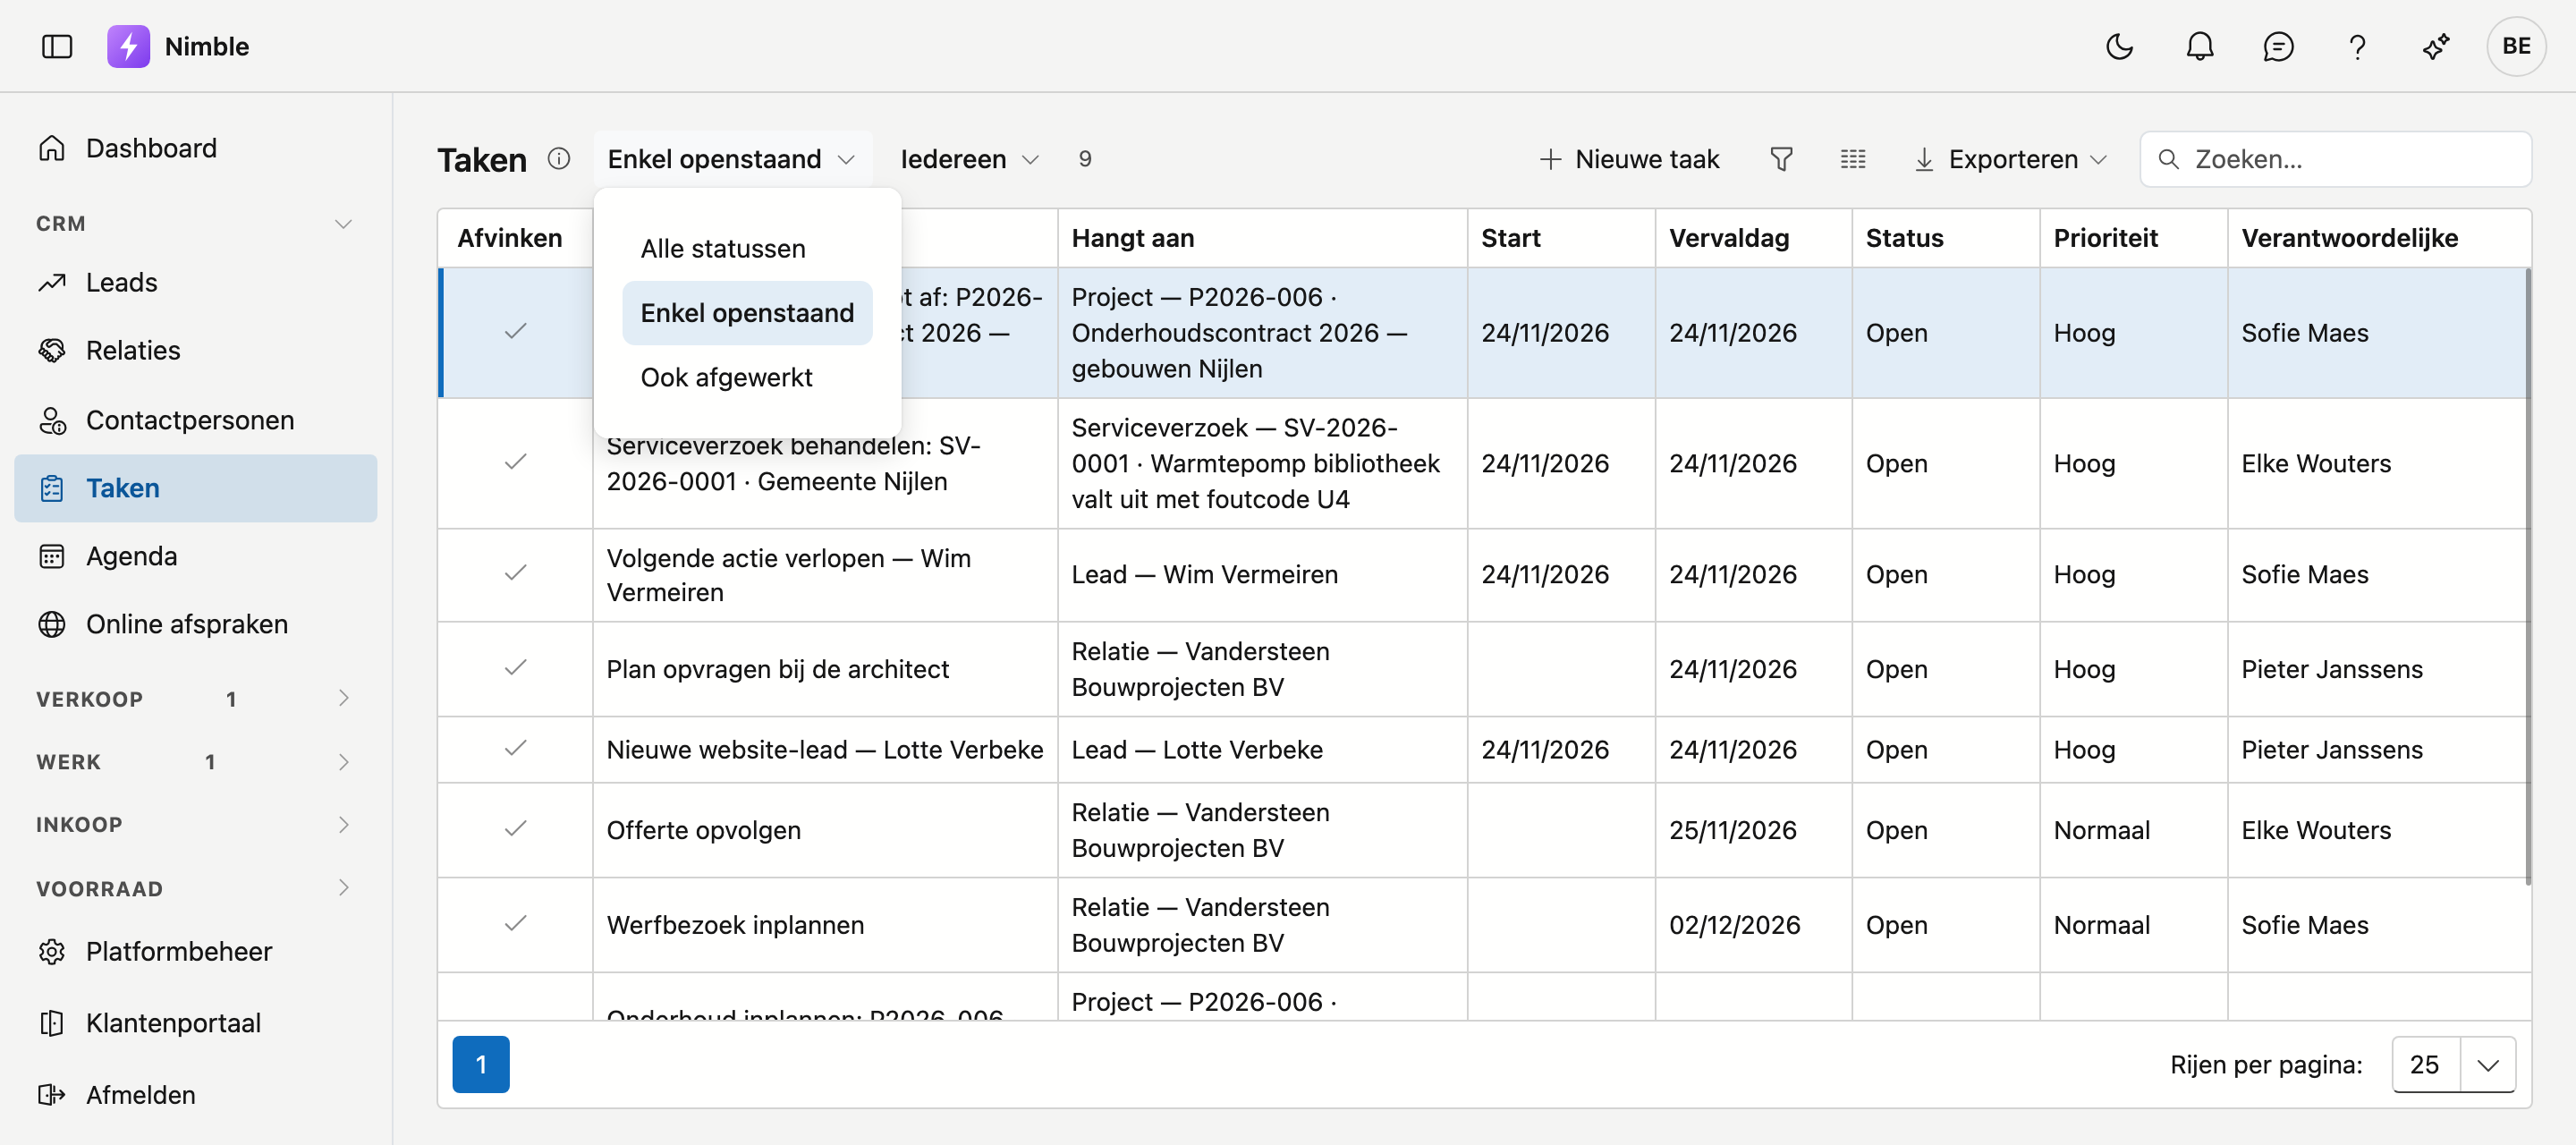 Nimble
BE
Dashboard
CRM
Leads
Relaties
Contactpersonen
Taken
Agenda
Online afspraken
VERKOOP 1
WERK 1
INKOOP
VOORRAAD
Platformbeheer
Klantenportaal
Afmelden
Taken Enkel openstaand Iedereen 9 Nieuwe taak Exporteren Zoeken...
Alle statussen
Enkel openstaand
Ook afgewerkt
Afvinken Hangt aan Start Vervaldag Status Prioriteit Verantwoordelijke
af: P2026-
2026 —
Project — P2026-006 ·
Onderhoudscontract 2026 —
gebouwen Nijlen
24/11/2026 24/11/2026 Open Hoog Sofie Maes
Serviceverzoek behandelen: SV-
2026-0001 · Gemeente Nijlen
Serviceverzoek — SV-2026-
0001 · Warmtepomp bibliotheek
valt uit met foutcode U4
24/11/2026 24/11/2026 Open Hoog Elke Wouters
Volgende actie verlopen — Wim
Vermeiren
Lead — Wim Vermeiren
24/11/2026 24/11/2026 Open Hoog Sofie Maes
Plan opvragen bij de architect
Relatie — Vandersteen
Bouwprojecten BV
24/11/2026 Open Hoog Pieter Janssens
Nieuwe website-lead — Lotte Verbeke
Lead — Lotte Verbeke
24/11/2026 24/11/2026 Open Hoog Pieter Janssens
Offerte opvolgen
Relatie — Vandersteen
Bouwprojecten BV
25/11/2026 Open Normaal Elke Wouters
Werfbezoek inplannen
Relatie — Vandersteen
Bouwprojecten BV
02/12/2026 Open Normaal Sofie Maes
Onderhoud inplannen: P2026-006
Project — P2026-006 ·
1
Rijen per pagina: 25